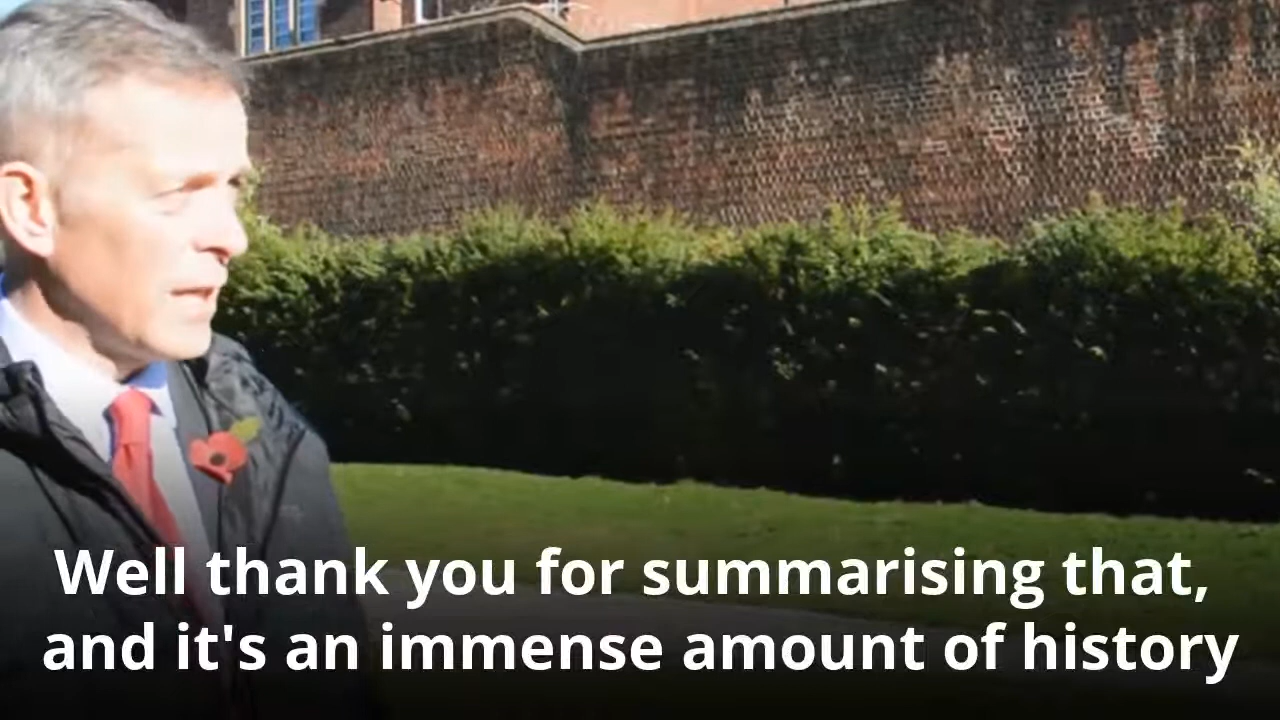 Well thank you for summarising that,
and it's an immense amount of history